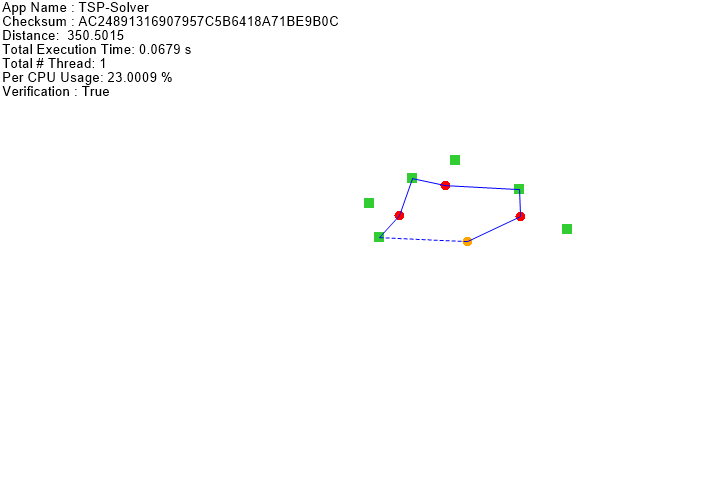 App Name : TSP-Solver
Checksum : AC24891316907957C5B6418A71BE9B0C
Distance:  350.5015
Total Execution Time: 0.0679 s
Total # Thread: 1
Per CPU Usage: 23.0009 %
Verification : True